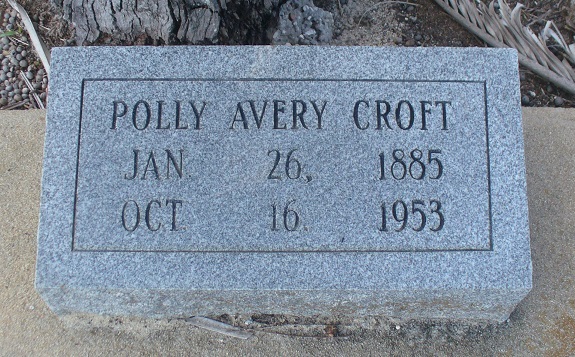 POLLY AVERY CROFT
JAN. 26, 1885
OCT. 16. 1953